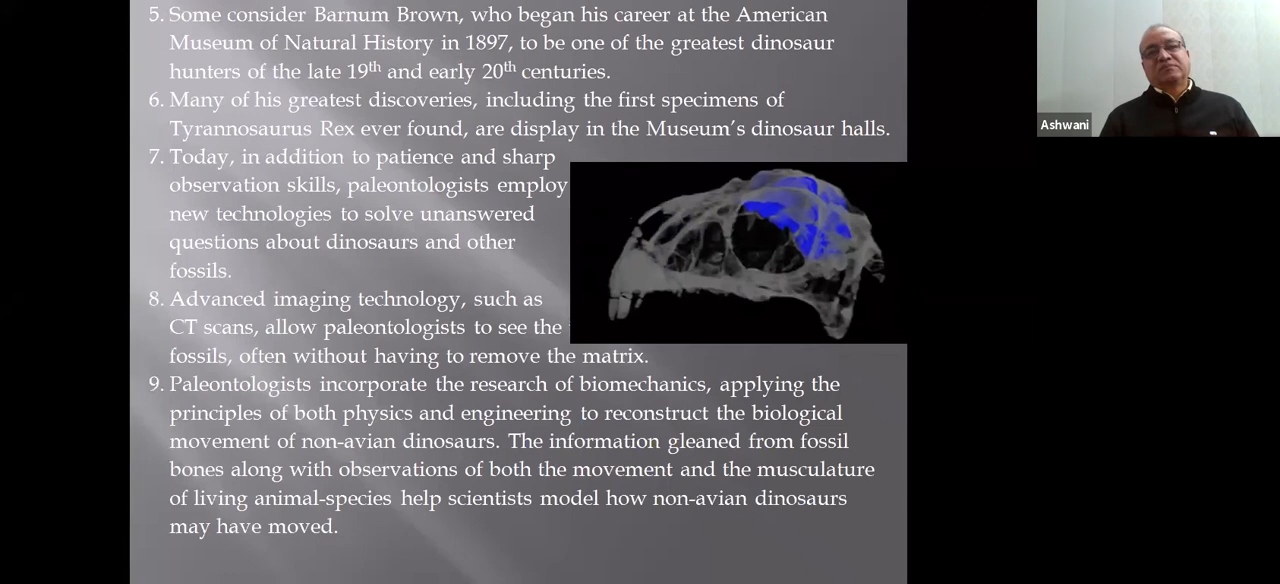 5. Some consider Barnum Brown, who began his career at the American
Museum of Natural History in 1897, to be one of the greatest dinosaur
hunters of the late 19th and early 20th centuries.
6. Many of his greatest discoveries, including the first specimens of
Tyrannosaurus Rex ever found, are display in the Museum's dinosaur halls.
7. Today, in addition to patience and sharp
observation skills, paleontologists employ
new technologies to solve unanswered
questions about dinosaurs and other
fossils.
8. Advanced imaging technology, such as
CT scans, allow paleontologists to see the
fossils, often without having to remove the matrix.
9. Paleontologists incorporate the research of biomechanics, applying the
principles of both physics and engineering to reconstruct the biological
movement of non-avian dinosaurs. The information gleaned from fossil
bones along with observations of both the movement and the musculature
of living animal-species help scientists model how non-avian dinosaurs
may have moved.
Ashwani